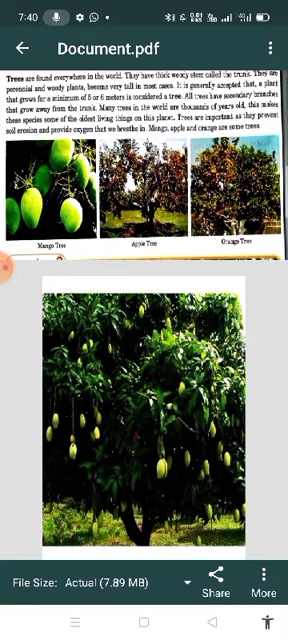 7:40
Document.pdf
Trees are found everywhere in the world. They have thick woody stem called the trunk. They are
perennial and woody plants, become very tall in most cases. It is generally accepted that, a plant
that grows for a minimum of 5 or 6 meters is considered a tree. All trees have secondary branches
that grow away from the trunk. Many trees in the world are thousands of years old, this makes
these species some of the oldest living things on this planet. Trees are important as they prevent
soil erosion and provide oxygen that we breathe in. Mango, apple and orange are some trees.
Mango Tree
Apple Tree
Orange Tree
File Size: Actual (7.89 MB)
Share
More